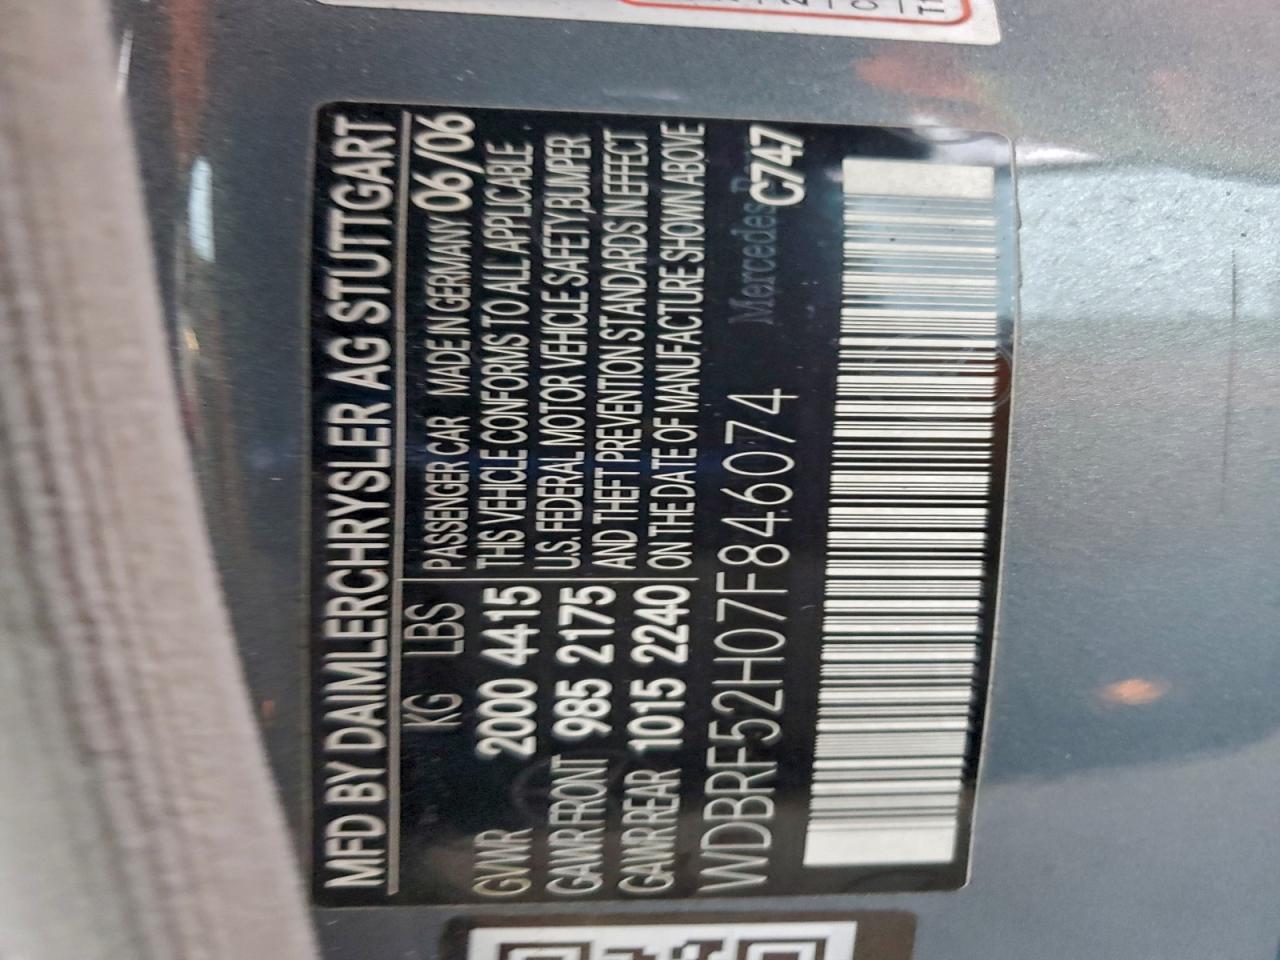 MFD BY DAIMLERCHRYSLER AG STUTTGART
KG LBS
GVWR 2000 4415
GAWR FRONT 985 2175
GAWR REAR 1015 2240
PASSENGER CAR MADE IN GERMANY 06/06
THIS VEHICLE CONFORMS TO ALL APPLICABLE
U.S. FEDERAL MOTOR VEHICLE SAFETY,BUMPER
AND THEFT PREVENTION STANDARDS IN EFFECT
ON THE DATE OF MANUFACTURE SHOWN ABOVE
Mercedes
WDBRF52H07F846074
C747